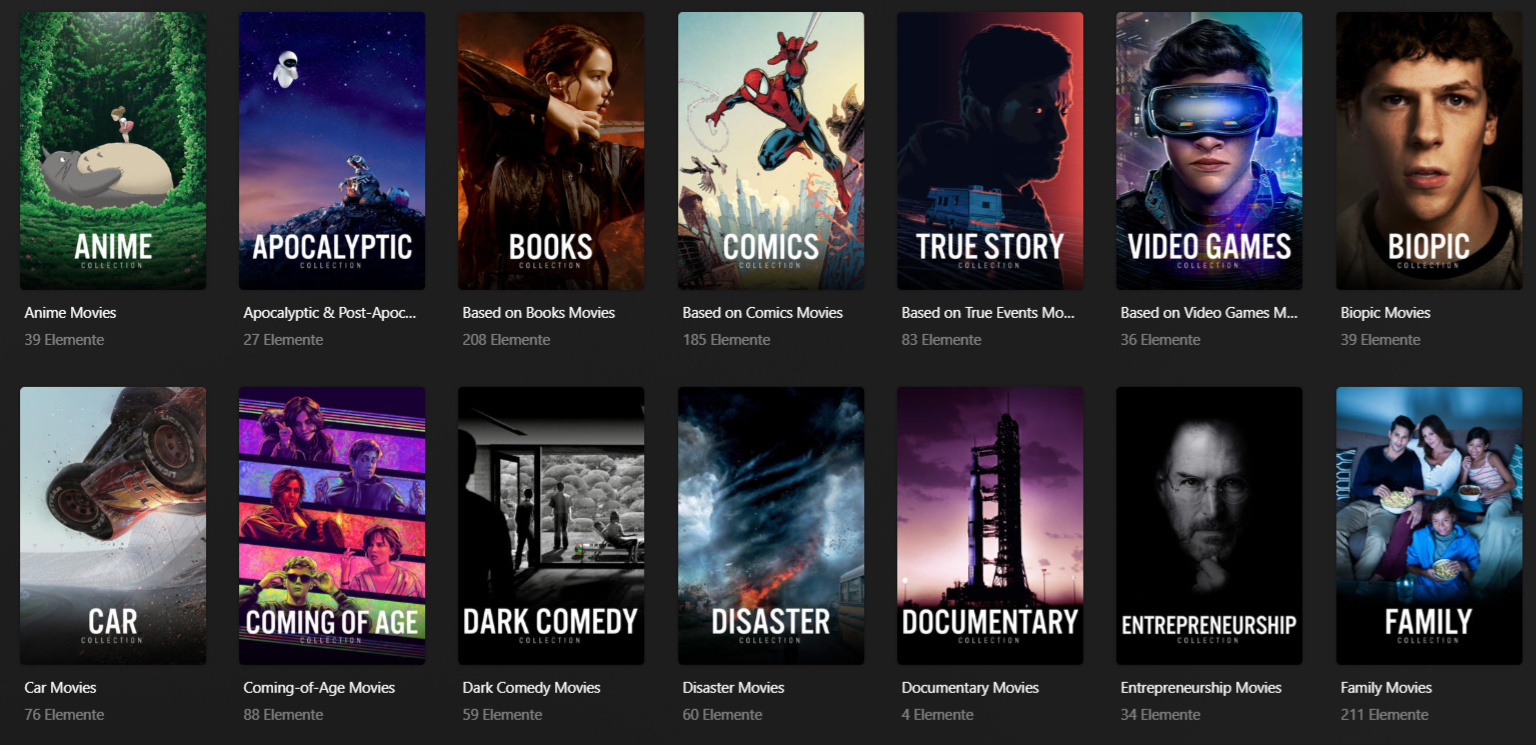 ANIME
COLLECTION
Anime Movies
39 Elemente
APOCALYPTIC
COLLECTION
Apocalyptic & Post-Apoc...
27 Elemente
BOOKS
COLLECTION
Based on Books Movies
208 Elemente
COMICS
COLLECTION
Based on Comics Movies
185 Elemente
TRUE STORY
COLLECTION
Based on True Events Mo...
83 Elemente
VIDEO GAMES
COLLECTION
Based on Video Games M...
36 Elemente
BIOPIC
COLLECTION
Biopic Movies
39 Elemente
CAR
COLLECTION
Car Movies
76 Elemente
COMING OF AGE
COLLECTION
Coming-of-Age Movies
88 Elemente
DARK COMEDY
COLLECTION
Dark Comedy Movies
59 Elemente
DISASTER
COLLECTION
Disaster Movies
60 Elemente
DOCUMENTARY
COLLECTION
Documentary Movies
4 Elemente
ENTREPRENEURSHIP
COLLECTION
Entrepreneurship Movies
34 Elemente
FAMILY
COLLECTION
Family Movies
211 Elemente